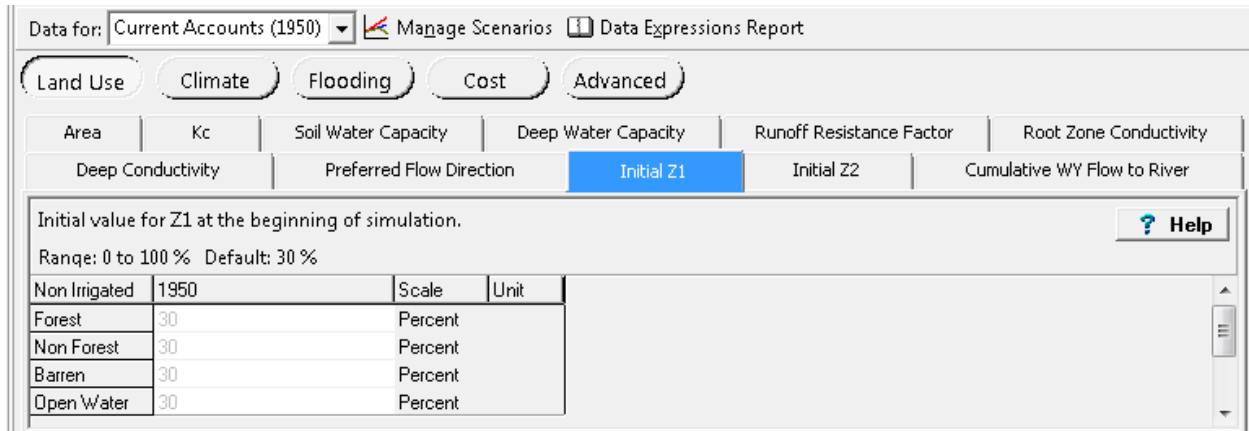 Data for: Current Accounts (1950) Manage Scenarios Data Expressions Report
Land Use Climate Flooding Cost Advanced
Area Kc Soil Water Capacity Deep Water Capacity Runoff Resistance Factor Root Zone Conductivity
Deep Conductivity Preferred Flow Direction Initial Z1 Initial Z2 Cumulative WY Flow to River
Initial value for Z1 at the beginning of simulation.
? Help
Range: 0 to 100 % Default: 30 %
Non Irrigated 1950 Scale Unit
Forest 30 Percent
Non Forest 30 Percent
Barren 30 Percent
Open Water 30 Percent